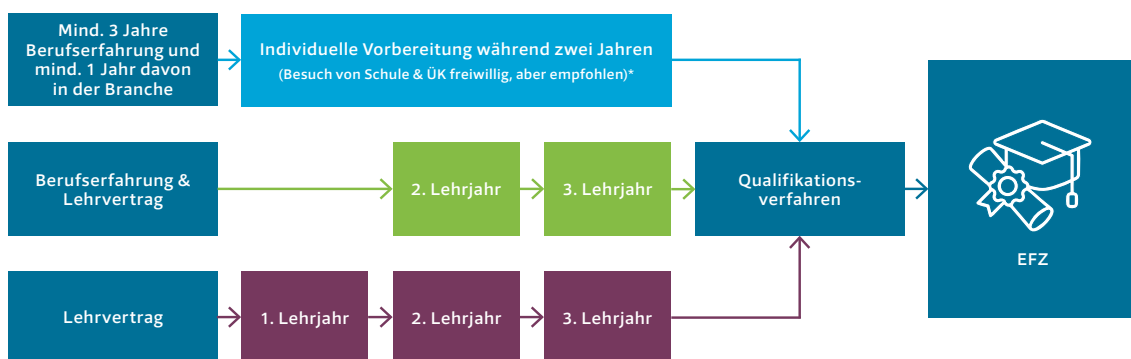 Mind. 3 Jahre
Berufserfahrung und
mind. 1 Jahr davon
in der Branche
Individuelle Vorbereitung während zwei Jahren
(Besuch von Schule & ÜK freiwillig, aber empfohlen)*
Berufserfahrung &
Lehrvertrag
2. Lehrjahr
3. Lehrjahr
Qualifikations-
verfahren
EFZ
Lehrvertrag
1. Lehrjahr
2. Lehrjahr
3. Lehrjahr